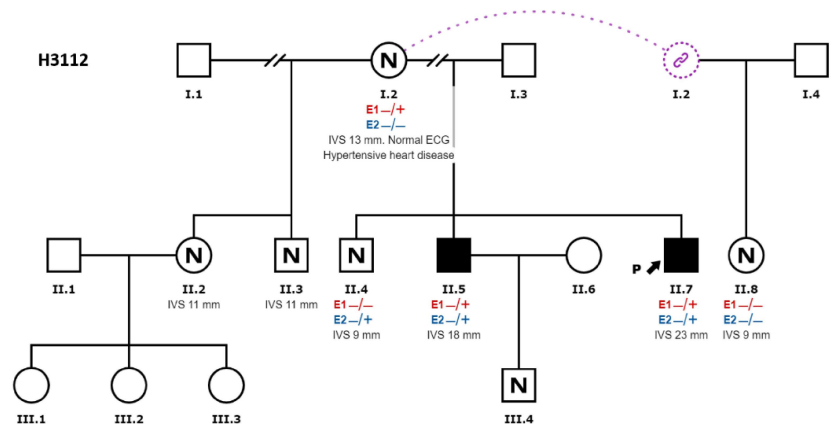 H3112
N
I.1
I.2
I.3
I.2
I.4
E1 —/+
E2 —/—
IVS 13 mm. Normal ECG
Hypertensive heart disease
N
N
N
P
N
II.1
II.2
II.3
II.4
II.5
II.6
II.7
II.8
IVS 11 mm
IVS 11 mm
E1 —/—
E2 —/+
IVS 9 mm
E1 —/+
E2 —/+
IVS 18 mm
E1 —/+
E2 —/+
IVS 23 mm
E1 —/—
E2 —/—
IVS 9 mm
N
III.1
III.2
III.3
III.4